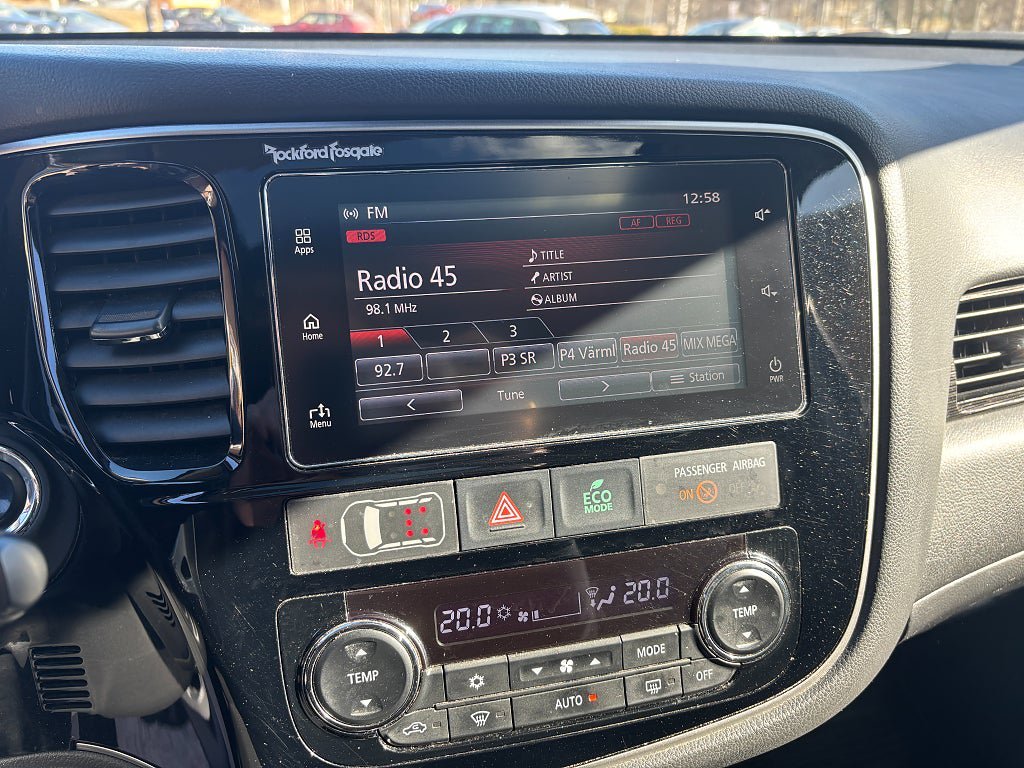 Rockford Fosgate
12:58
FM
AF REG
RDS
Apps
TITLE
Radio 45
ARTIST
98.1 MHz
ALBUM
Home
1 2 3
92.7 P3 SR P4 Värml Radio 45 MIX MEGA
Tune Station
PWR
Menu
PASSENGER AIRBAG
ON
ECO
MODE
20.0 20.0
TEMP
TEMP
MODE
AUTO
OFF